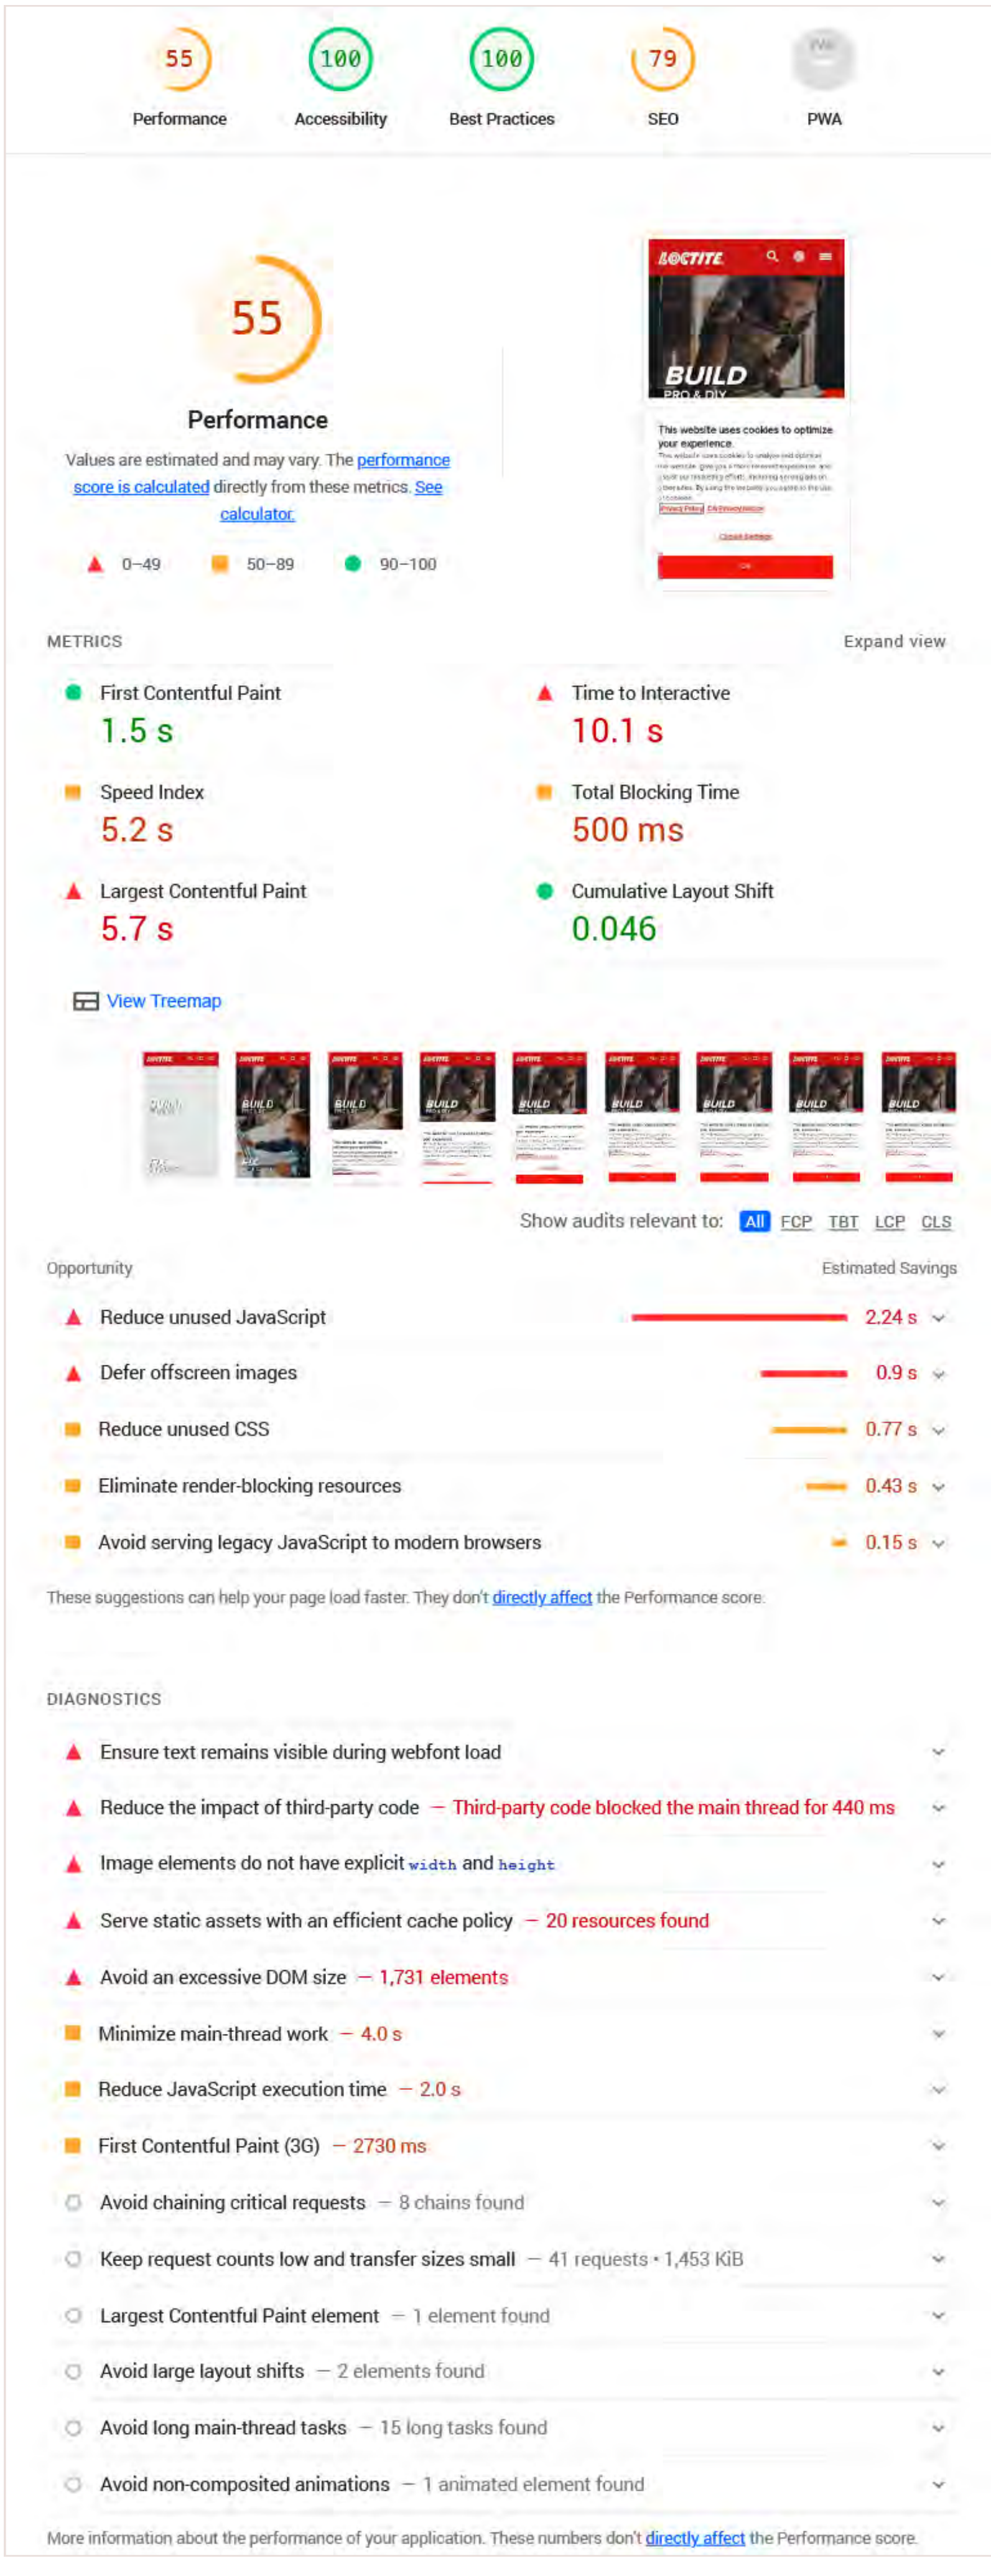 55
100
100
79
Performance
Accessibility
Best Practices
SEO
PWA
55
Performance
Values are estimated and may vary. The performance
score is calculated directly from these metrics. See
calculator.
0–49
50–89
90–100
LOCTITE
BUILD
PRO & DIY
This website uses cookies to optimize
your experience.
Privacy Policy
Cookie Settings
METRICS
Expand view
First Contentful Paint
1.5 s
Time to Interactive
10.1 s
Speed Index
5.2 s
Total Blocking Time
500 ms
Largest Contentful Paint
5.7 s
Cumulative Layout Shift
0.046
View Treemap
BUILD
BUILD
BUILD
BUILD
BUILD
BUILD
BUILD
BUILD
Show audits relevant to: All FCP TBT LCP CLS
Opportunity
Estimated Savings
Reduce unused JavaScript
2.24 s
Defer offscreen images
0.9 s
Reduce unused CSS
0.77 s
Eliminate render-blocking resources
0.43 s
Avoid serving legacy JavaScript to modern browsers
0.15 s
These suggestions can help your page load faster. They don't directly affect the Performance score.
DIAGNOSTICS
Ensure text remains visible during webfont load
Reduce the impact of third-party code — Third-party code blocked the main thread for 440 ms
Image elements do not have explicit width and height
Serve static assets with an efficient cache policy — 20 resources found
Avoid an excessive DOM size — 1,731 elements
Minimize main-thread work — 4.0 s
Reduce JavaScript execution time — 2.0 s
First Contentful Paint (3G) — 2730 ms
Avoid chaining critical requests — 8 chains found
Keep request counts low and transfer sizes small — 41 requests • 1,453 KiB
Largest Contentful Paint element — 1 element found
Avoid large layout shifts — 2 elements found
Avoid long main-thread tasks — 15 long tasks found
Avoid non-composited animations — 1 animated element found
More information about the performance of your application. These numbers don't directly affect the Performance score.